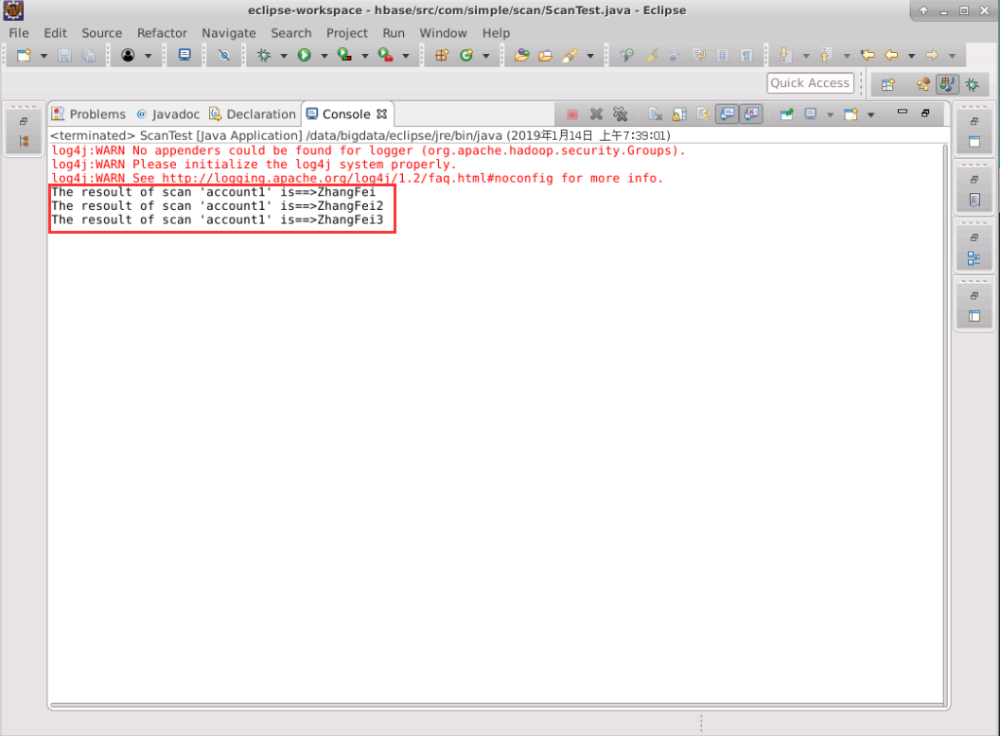 eclipse-workspace - hbase/src/com/simple/scan/ScanTest.java - Eclipse
File Edit Source Refactor Navigate Search Project Run Window Help
Quick Access
Problems @ Javadoc Declaration Console
<terminated> ScanTest [Java Application] /data/bigdata/eclipse/jre/bin/java (2019年1月14日 上午7:39:01)
log4j:WARN No appenders could be found for logger (org.apache.hadoop.security.Groups).
log4j:WARN Please initialize the log4j system properly.
log4j:WARN See http://logging.apache.org/log4j/1.2/faq.html#noconfig for more info.
The resoult of scan 'account1' is==>ZhangFei
The resoult of scan 'account1' is==>ZhangFei2
The resoult of scan 'account1' is==>ZhangFei3